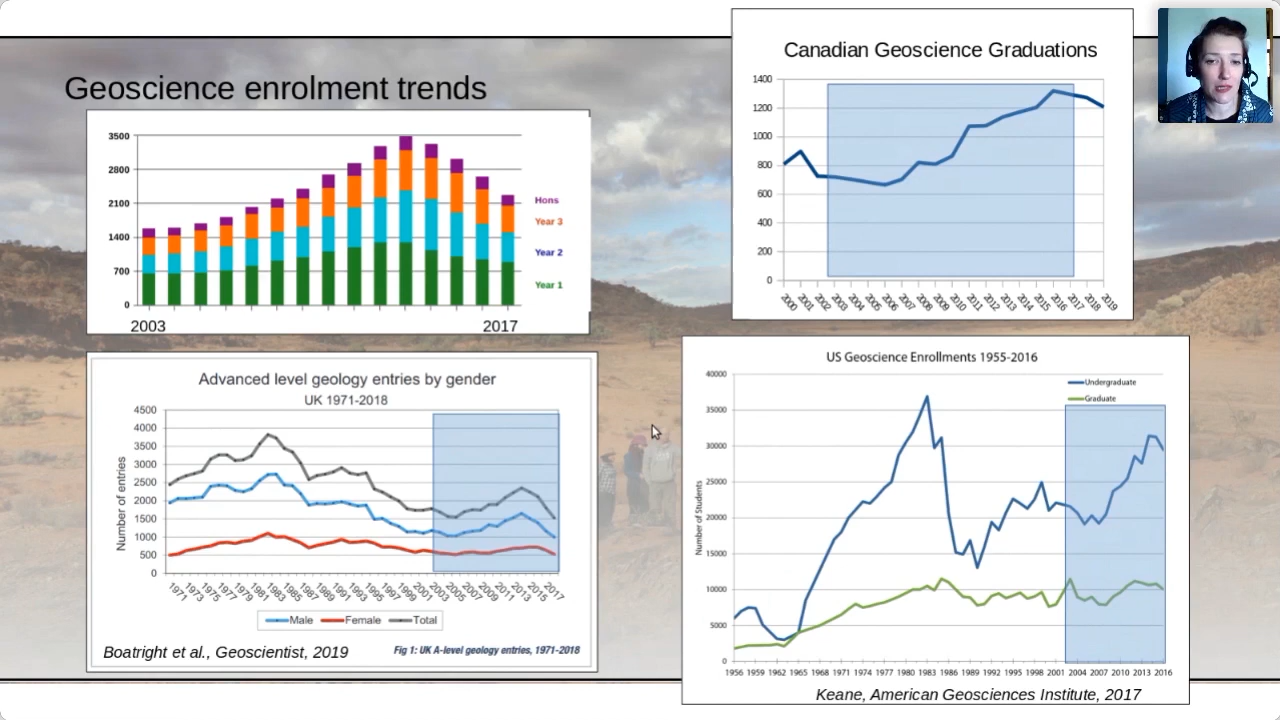 Geoscience enrolment trends
3500
2800
2100
1400
700
0
Hons
Year 3
Year 2
Year 1
2003 2017
Canadian Geoscience Graduations
1400
1200
1000
800
600
400
200
0
2000 2001 2002 2003 2004 2005 2006 2007 2008 2009 2010 2011 2012 2013 2014 2015 2016 2017 2018 2019
Advanced level geology entries by gender
UK 1971-2018
Number of entries
4500
4000
3500
3000
2500
2000
1500
1000
500
0
1971 1973 1975 1977 1979 1981 1983 1985 1987 1989 1991 1993 1995 1997 1999 2001 2003 2005 2007 2009 2011 2013 2015 2017
Male Female Total
Boatright et al., Geoscientist, 2019
Fig 1: UK A-level geology entries, 1971-2018
US Geoscience Enrollments 1955-2016
Undergraduate
Graduate
Number of Students
40000
35000
30000
25000
20000
15000
10000
5000
0
1956 1959 1962 1965 1968 1971 1974 1977 1980 1983 1986 1989 1992 1995 1998 2001 2004 2007 2010 2013 2016
Keane, American Geosciences Institute, 2017